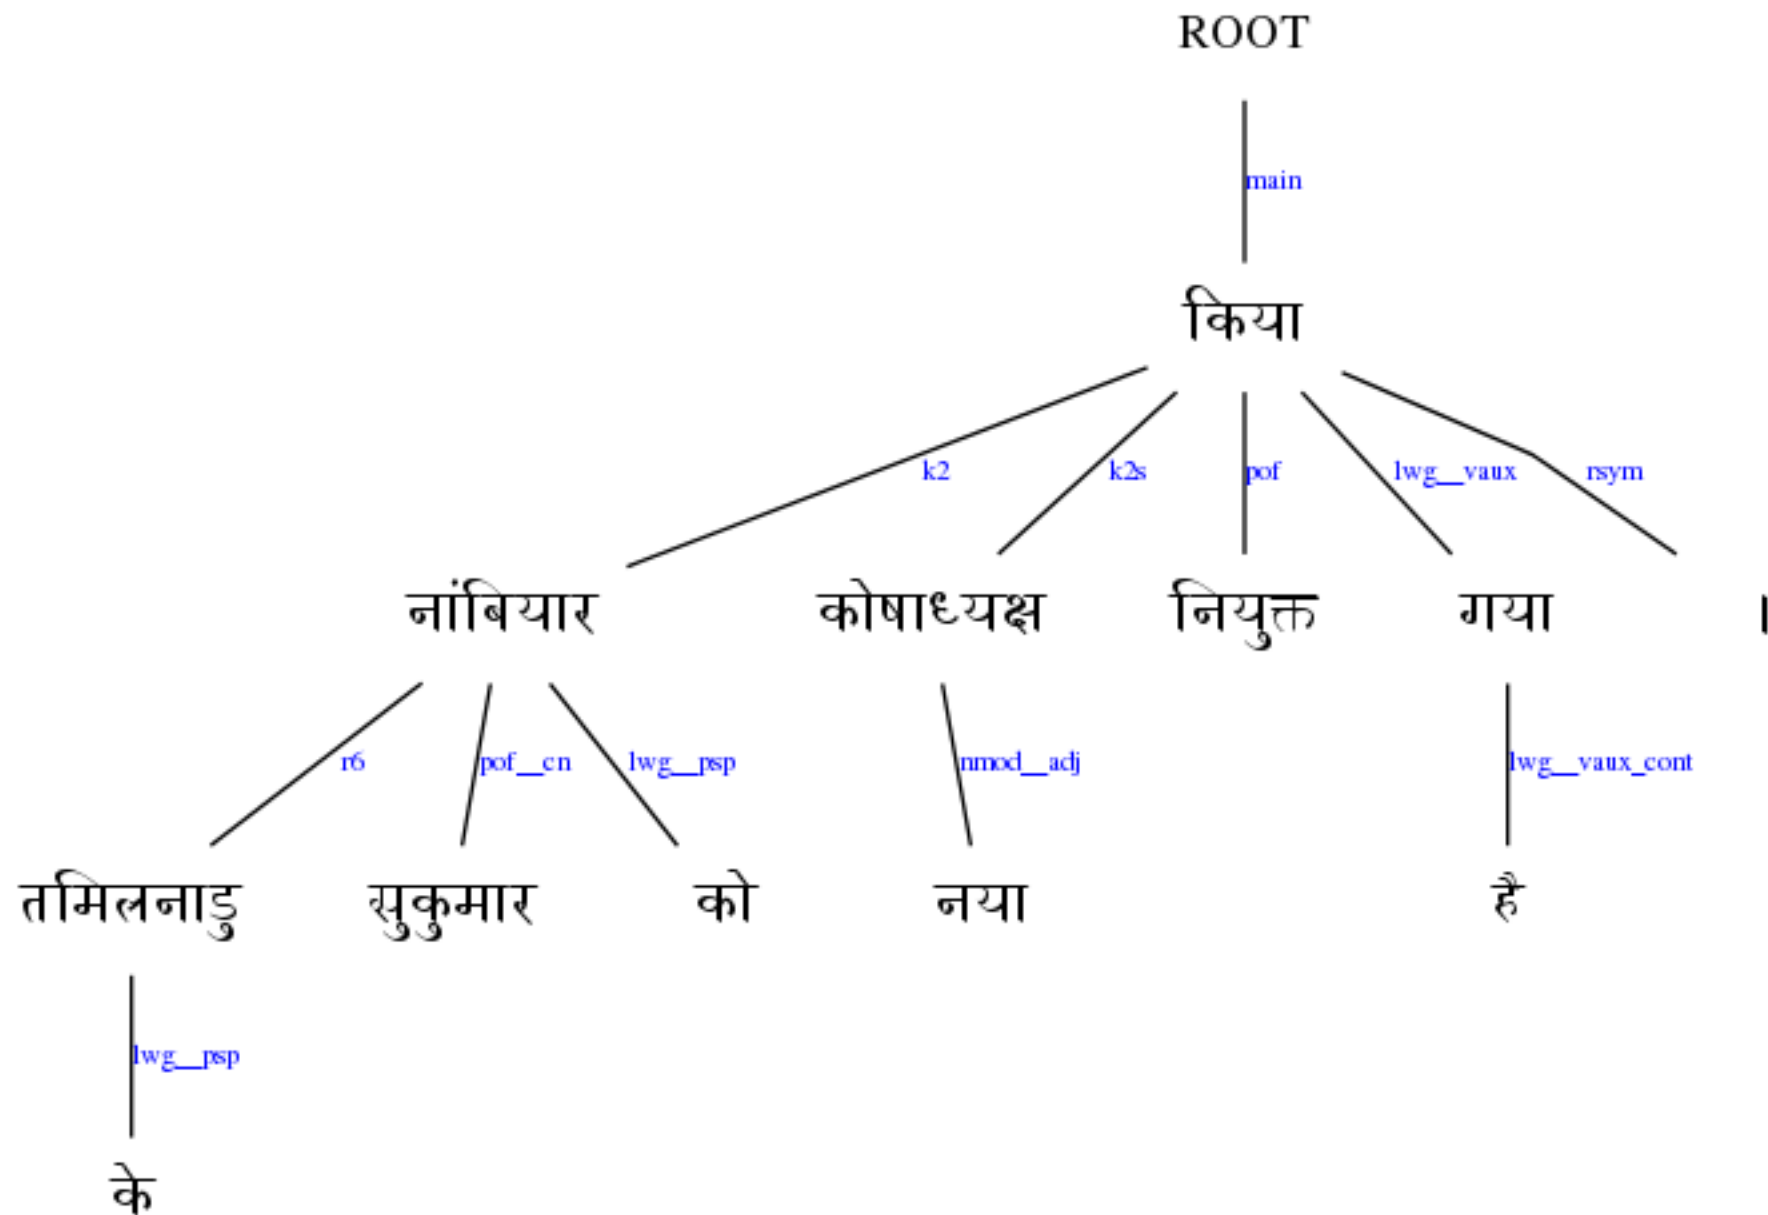 ROOT
main
किया
k2 k2s pof lwg__vaux rsym
नांबियार कोषाध्यक्ष नियुक्त गया ।
r6 pof__cn lwg__psp nmod__adj lwg__vaux_cont
तमिलनाडु सुकुमार को नया है
lwg__psp
के